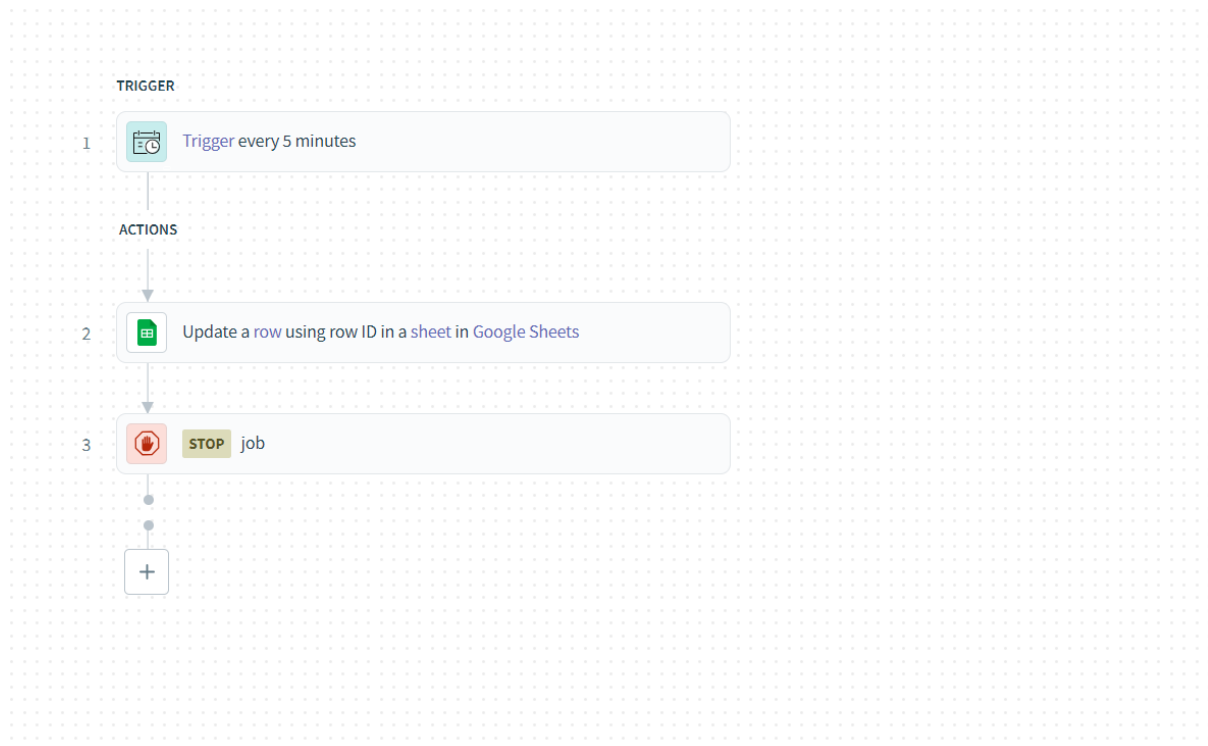 TRIGGER
1 Trigger every 5 minutes
ACTIONS
2 Update a row using row ID in a sheet in Google Sheets
3 STOP job
+